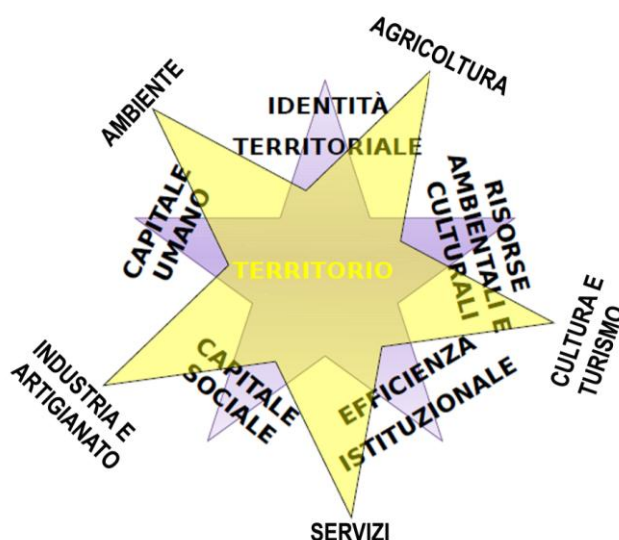 AGRICOLTURA
AMBIENTE
IDENTITÀ
TERRITORIALE
CAPITALE
UMANO
RISORSE
AMBIENTALI E
CULTURALI
TERRITORIO
CULTURA E
TURISMO
INDUSTRIA E
ARTIGIANATO
CAPITALE
SOCIALE
EFFICIENZA
ISTITUZIONALE
SERVIZI